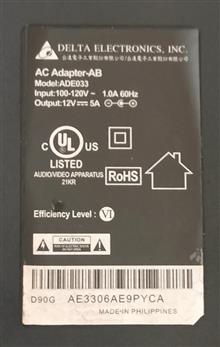 DELTA ELECTRONICS, INC.
AC Adapter-AB
Model:ADE033
Input:100-120V~ 1.0A 60Hz
Output:12V⎓ 5A
C UL US
LISTED
AUDIO/VIDEO APPARATUS
21KR
RoHS
Efficiency Level : VI
CAUTION
D90G AE3306AE9PYCA
MADE IN PHILIPPINES